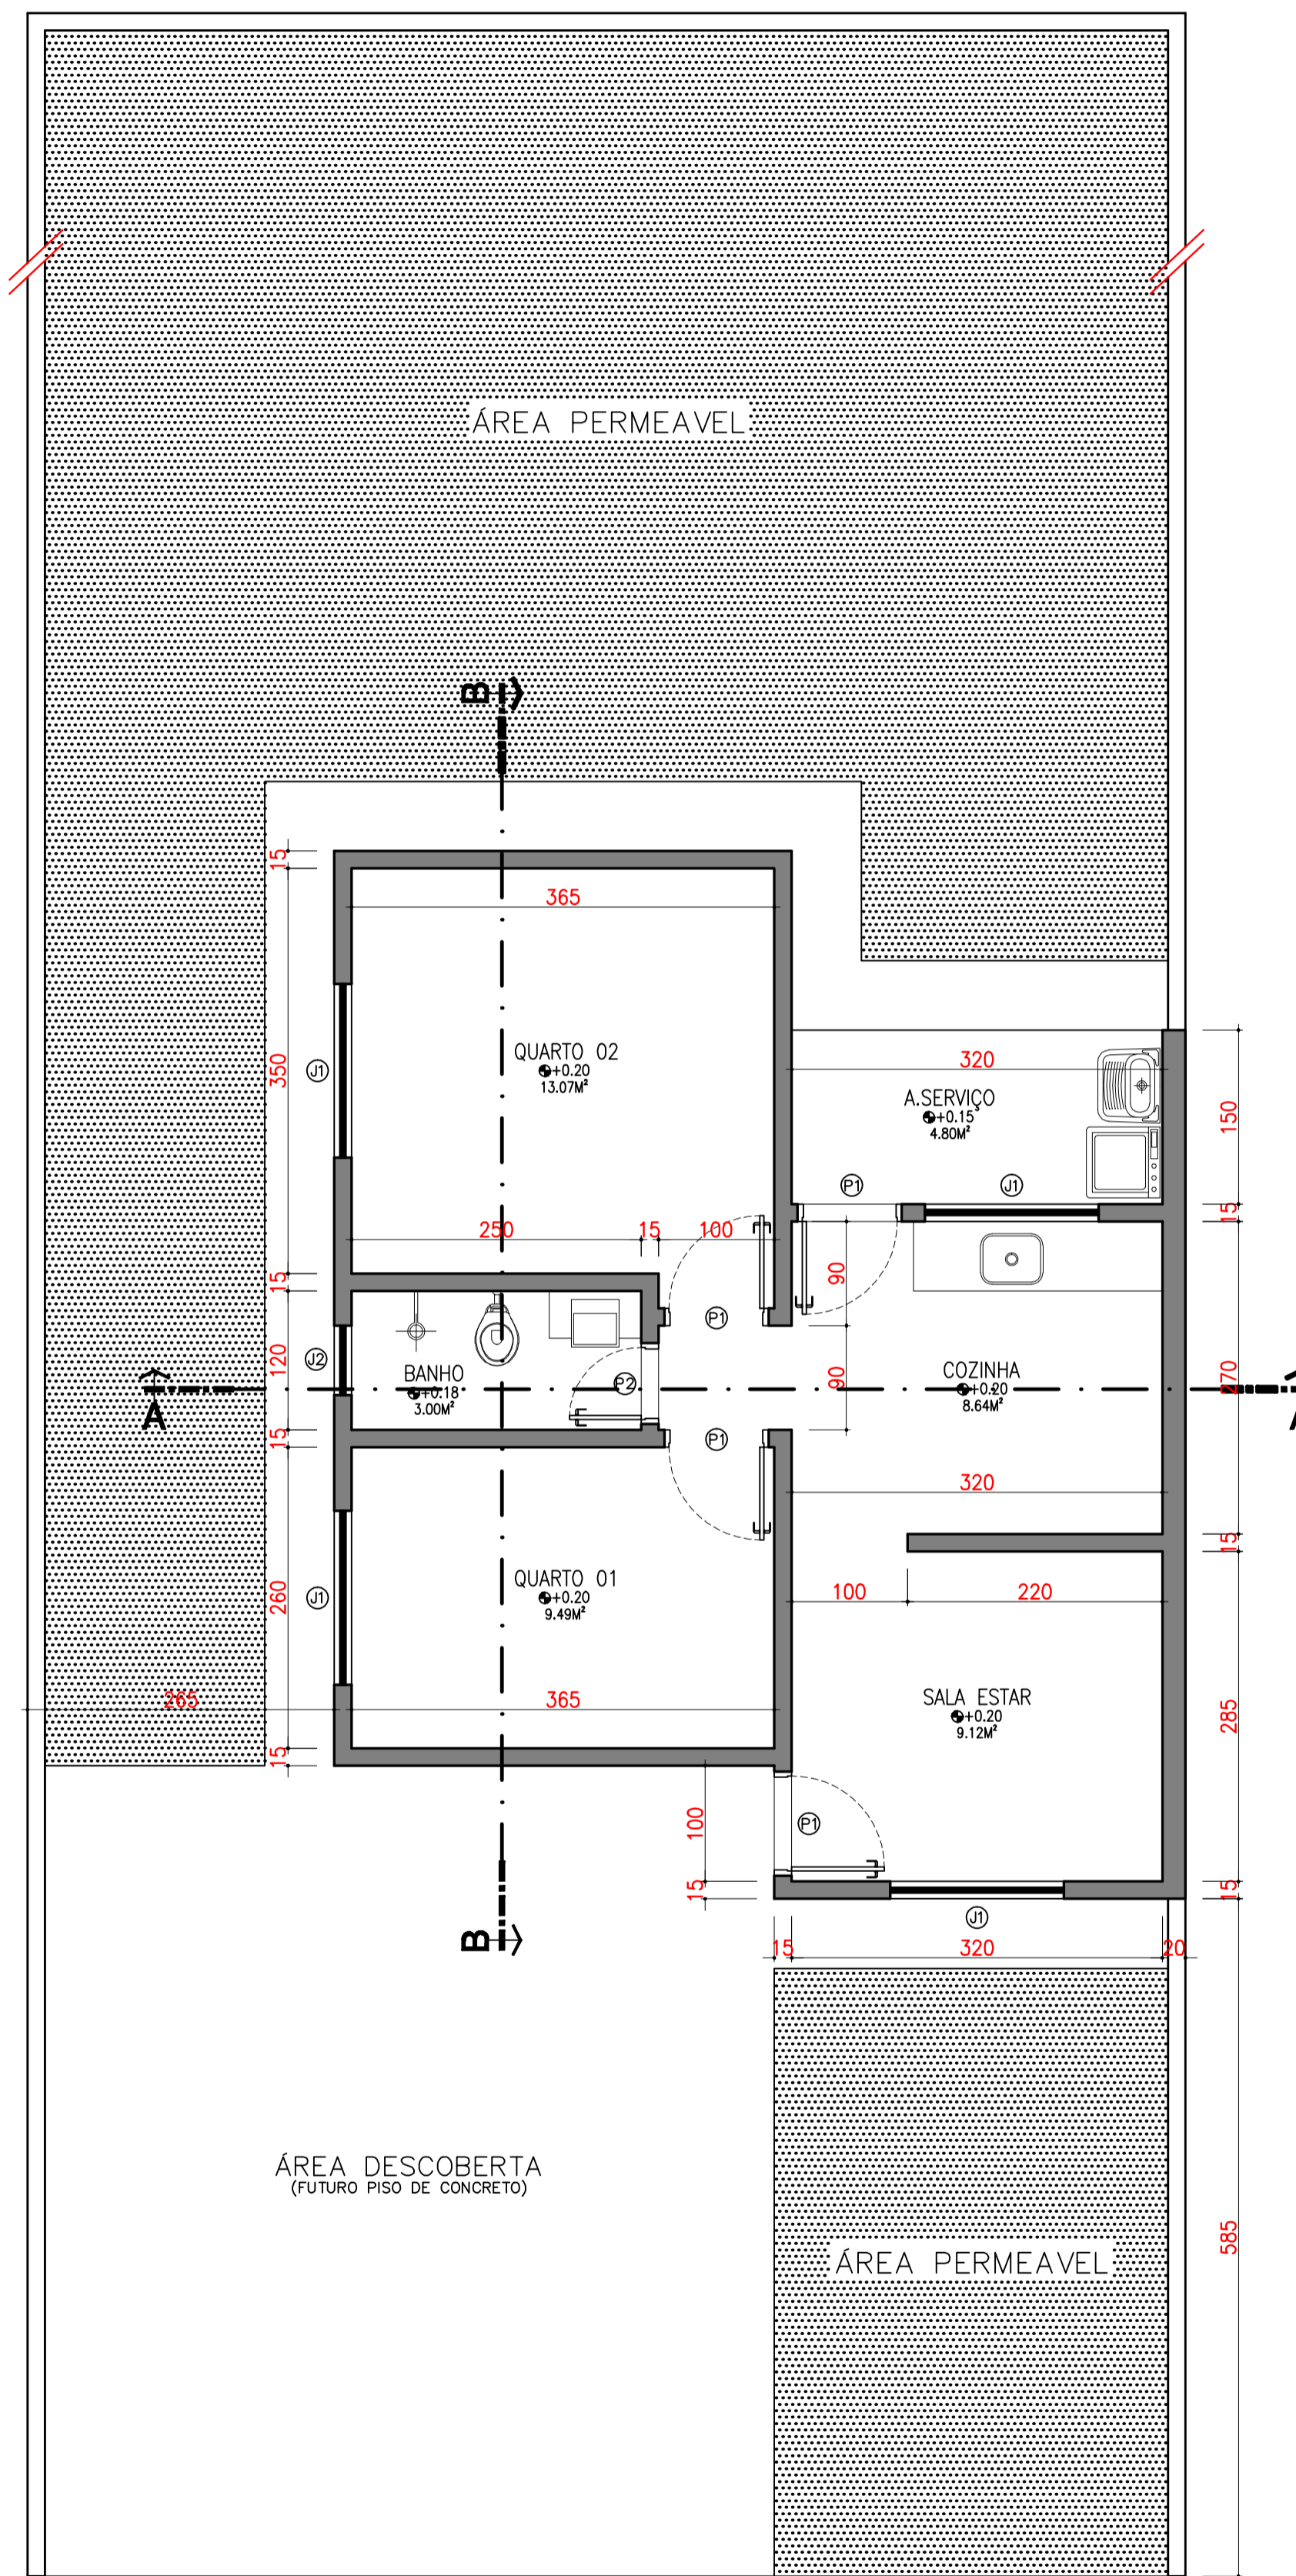 ÁREA PERMEAVEL
B
15
365
350
J1
QUARTO 02
+0.20
13.07M²
320
A.SERVIÇO
+0.15
4.80M²
150
P1
J1
15
250
15
100
90
15
P1
120
J2
BANHO
+0.18
3.00M²
P2
90
COZINHA
+0.20
8.64M²
270
A
A
15
P1
320
15
260
J1
QUARTO 01
+0.20
9.49M²
100
220
265
365
SALA ESTAR
+0.20
9.12M²
285
15
100
P1
15
15
B
J1
15
320
20
ÁREA DESCOBERTA
(FUTURO PISO DE CONCRETO)
585
ÁREA PERMEAVEL